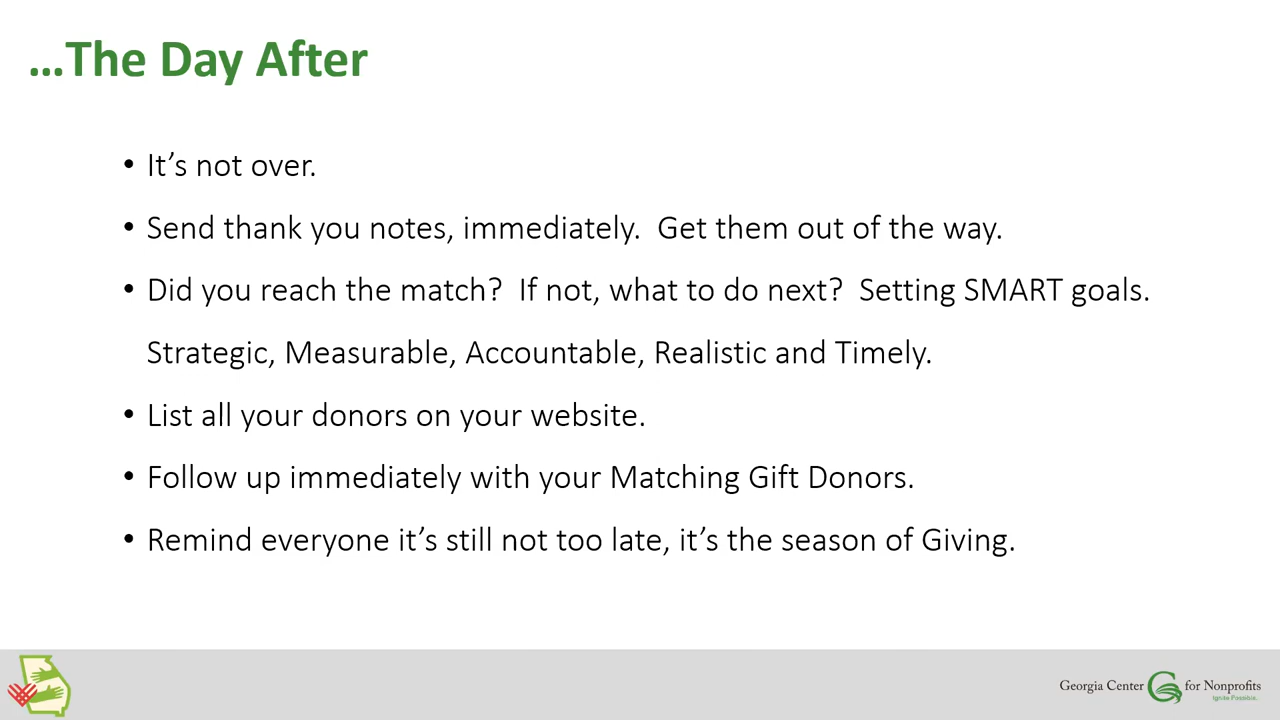 …The Day After
• It’s not over.
• Send thank you notes, immediately.  Get them out of the way.
• Did you reach the match?  If not, what to do next?  Setting SMART goals.
Strategic, Measurable, Accountable, Realistic and Timely.
• List all your donors on your website.
• Follow up immediately with your Matching Gift Donors.
• Remind everyone it’s still not too late, it’s the season of Giving.
Georgia Center for Nonprofits
Ignite Possible.